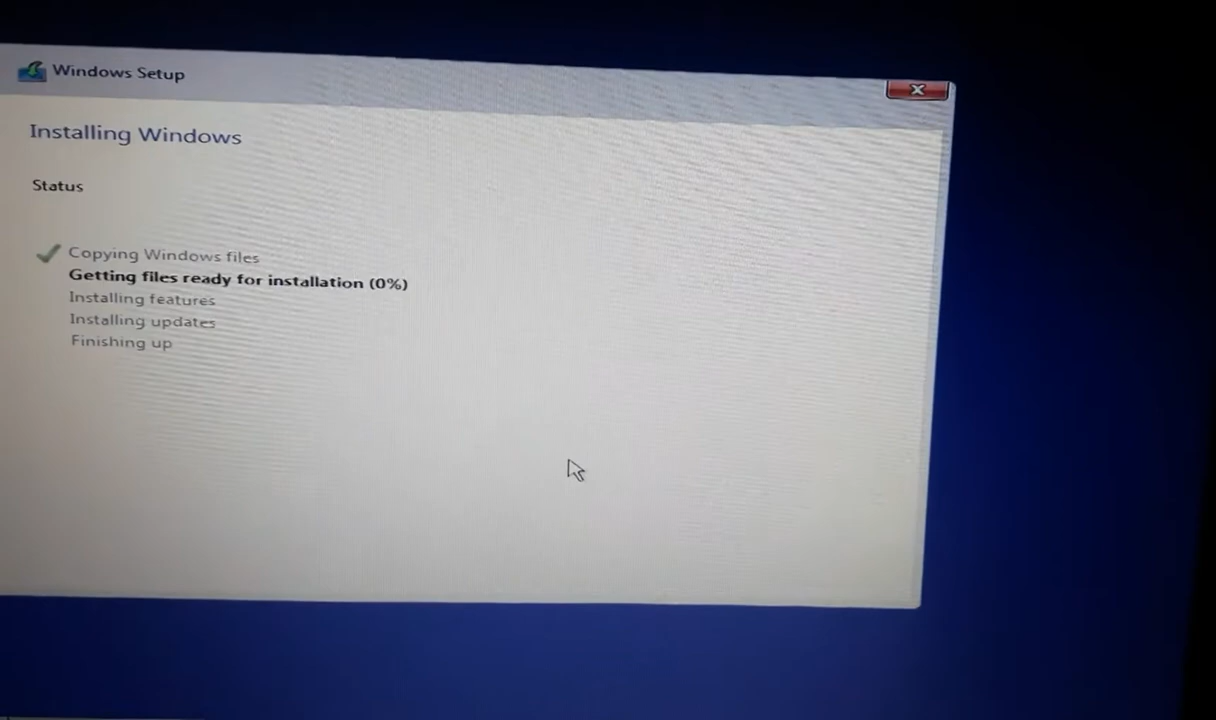 Windows Setup
Installing Windows
Status
Copying Windows files
Getting files ready for installation (0%)
Installing features
Installing updates
Finishing up